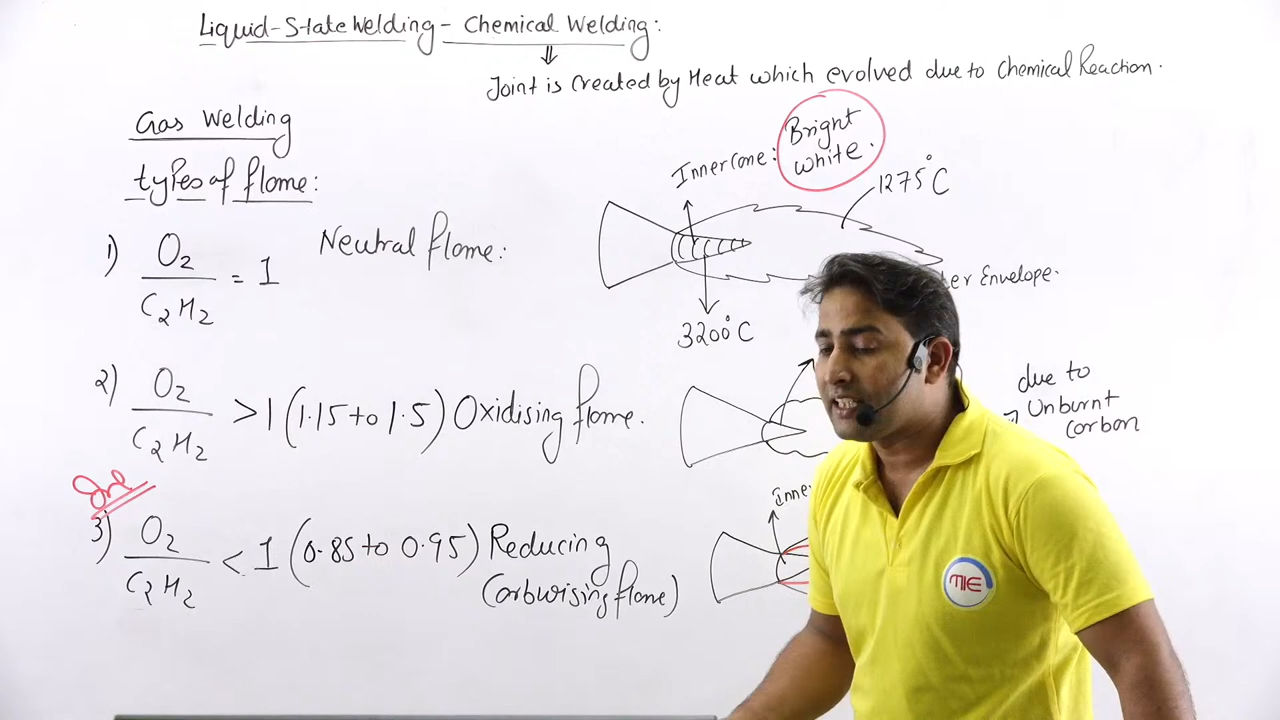 Liquid-State Welding - Chemical Welding:
⇓
Joint is Created by Heat which evolved due to Chemical Reaction.
Gas Welding
types of flame:
1) O2 / C2H2 = 1 Neutral flame:
Inner Cone: Bright white.
1275°C
3200°C
er Envelope.
2) O2 / C2H2 > 1 (1.15 to 1.5) Oxidising flame.
due to
Unburnt
Carbon
3) O2 / C2H2 < 1 (0.85 to 0.95) Reducing
(Carburising flame)
Inne
TIE